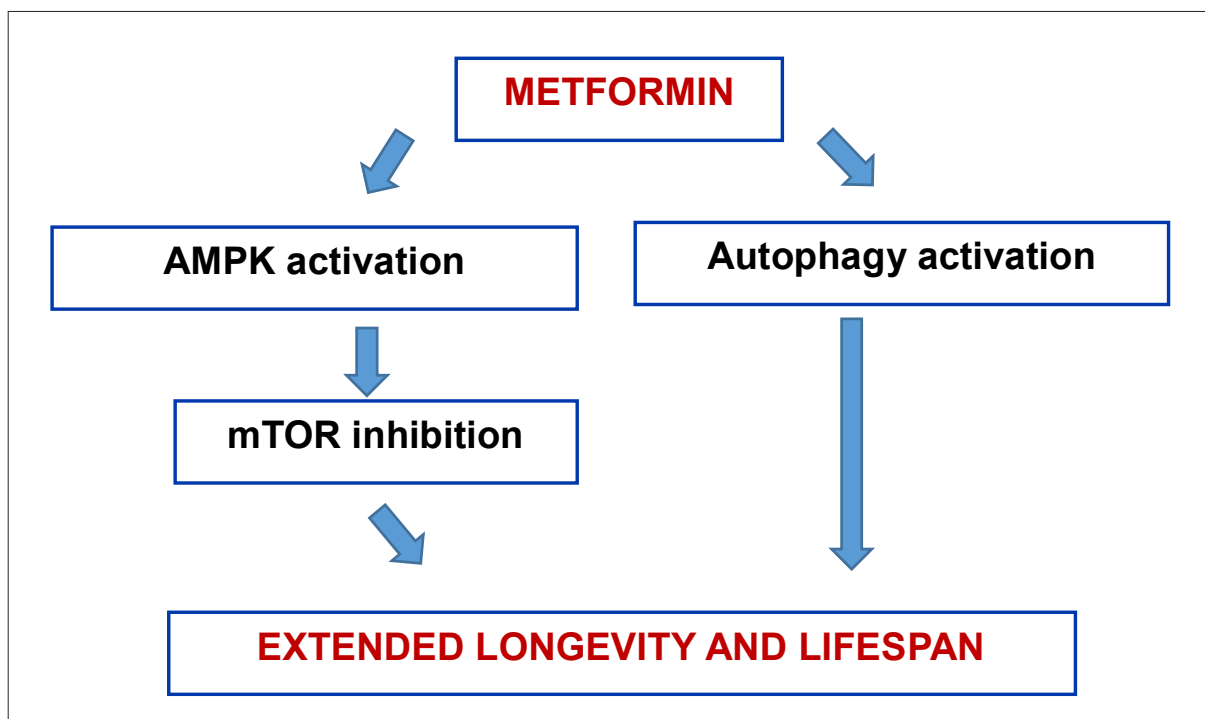 METFORMIN
AMPK activation
Autophagy activation
mTOR inhibition
EXTENDED LONGEVITY AND LIFESPAN